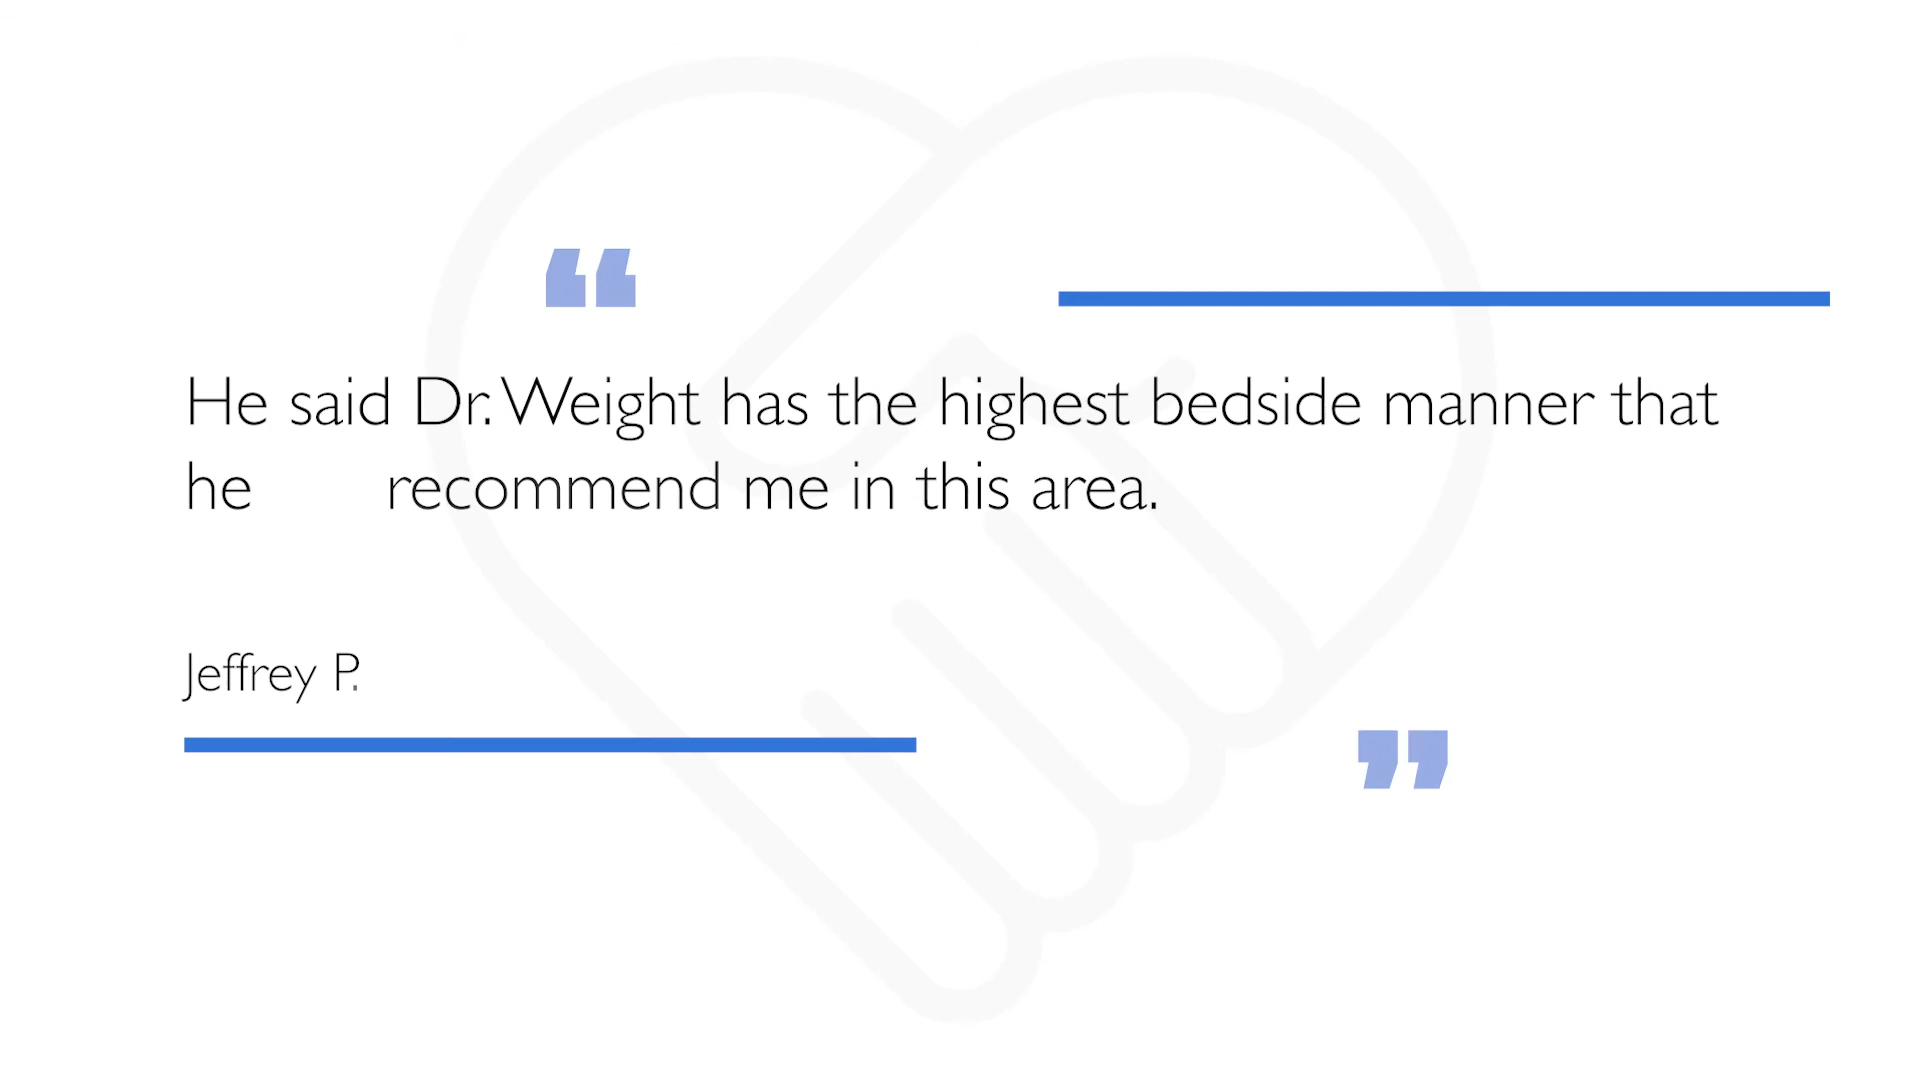 He said Dr. Weight has the highest bedside manner that
he recommend me in this area.
Jeffrey P.